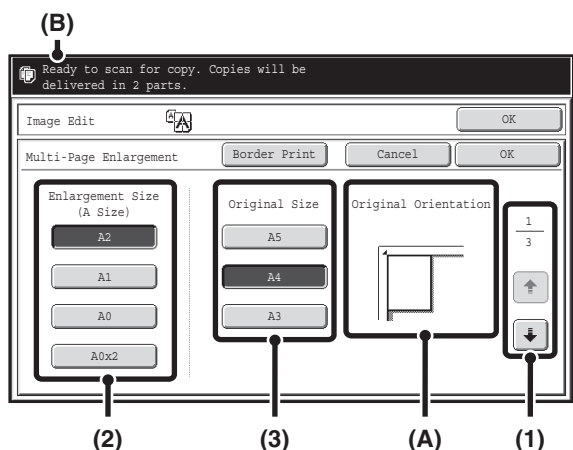 (B)
Ready to scan for copy. Copies will be
delivered in 2 parts.
Image Edit
A
A
OK
Multi-Page Enlargement
Border Print
Cancel
OK
Enlargement Size
(A Size)
A2
A1
A0
A0x2
Original Size
A5
A4
A3
Original Orientation
1
3
(2)
(3)
(A)
(1)